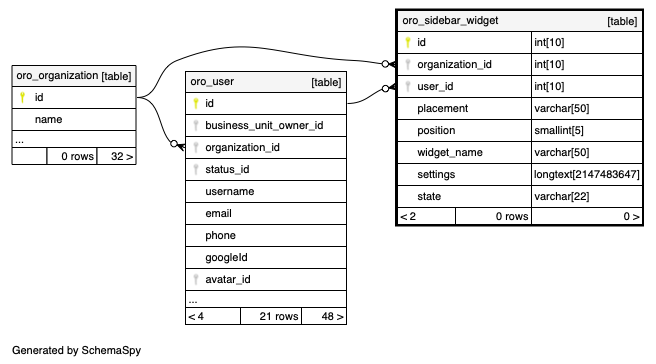 oro_organization [table]
id
name
...
0 rows 32 >
oro_user [table]
id
business_unit_owner_id
organization_id
status_id
username
email
phone
googleId
avatar_id
...
< 4 21 rows 48 >
oro_sidebar_widget [table]
id int[10]
organization_id int[10]
user_id int[10]
placement varchar[50]
position smallint[5]
widget_name varchar[50]
settings longtext[2147483647]
state varchar[22]
< 2 0 rows 0 >
Generated by SchemaSpy